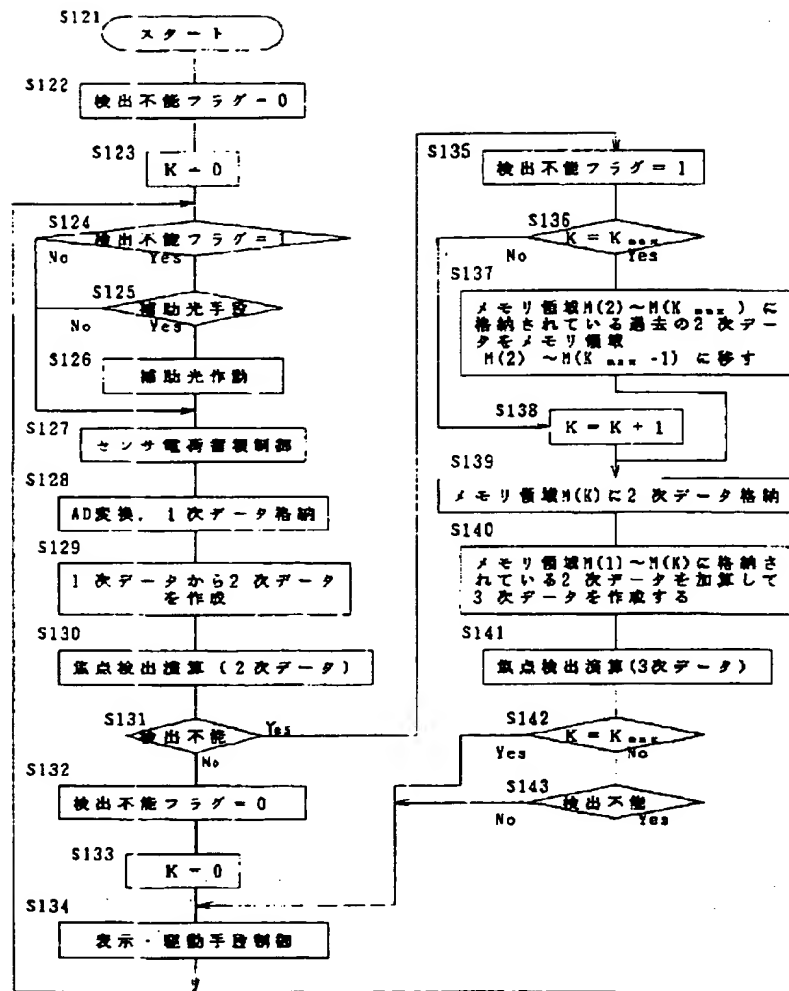 S121
スタート
S122
検出不能フラグ=0
S123
K=0
S124
検出不能フラグ=1
No
Yes
S125
補助光手段
No
Yes
S126
補助光作動
S127
センサ電荷蓄積制御
S128
AD変換,1次データ格納
S129
1次データから2次データ
を作成
S130
焦点検出演算(2次データ)
S131
検出不能
Yes
No
S132
検出不能フラグ=0
S133
K=0
S134
表示・駆動手段制御
S135
検出不能フラグ=1
S136
K=Kmax
No
Yes
S137
メモリ領域M(2)~M(Kmax)に
格納されている過去の2次デー
タをメモリ領域
M(2)~M(Kmax-1)に移す
S138
K=K+1
S139
メモリ領域M(K)に2次データ格納
S140
メモリ領域M(1)~M(K)に格納さ
れている2次データを加算して
3次データを作成する
S141
焦点検出演算(3次データ)
S142
K=Kmax
Yes
No
S143
検出不能
No
Yes